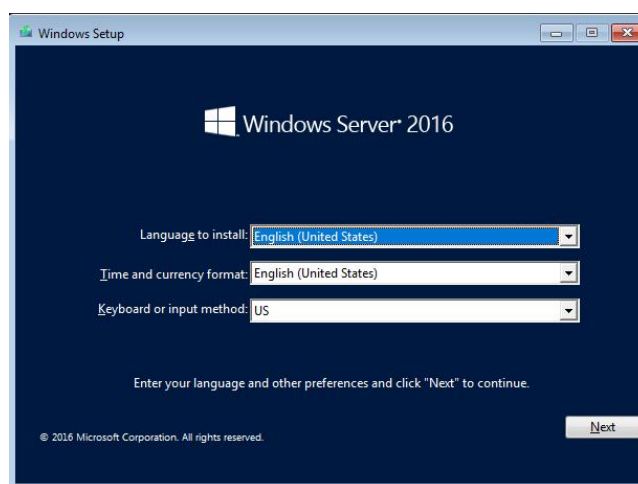 Windows Setup
Windows Server® 2016
Language to install: English (United States)
Time and currency format: English (United States)
Keyboard or input method: US
Enter your language and other preferences and click "Next" to continue.
Next
© 2016 Microsoft Corporation. All rights reserved.